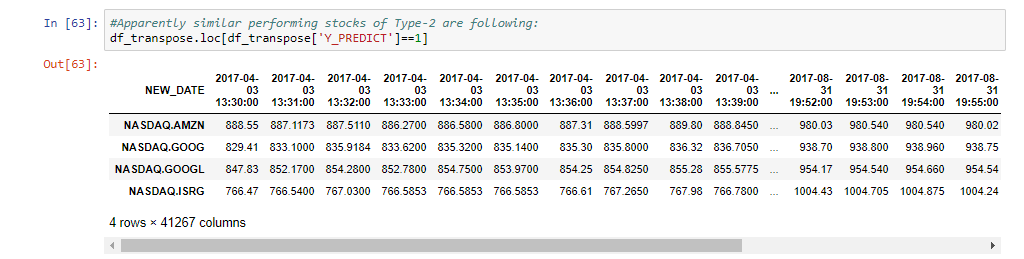 In [63]: #Apparently similar performing stocks of Type-2 are following:
df_transpose.loc[df_transpose['Y_PREDICT']==1]
Out[63]:
NEW_DATE 2017-04-03 13:30:00 2017-04-03 13:31:00 2017-04-03 13:32:00 2017-04-03 13:33:00 2017-04-03 13:34:00 2017-04-03 13:35:00 2017-04-03 13:36:00 2017-04-03 13:37:00 2017-04-03 13:38:00 2017-04-03 13:39:00 ... 2017-08-31 19:52:00 2017-08-31 19:53:00 2017-08-31 19:54:00 2017-08-31 19:55:00
NASDAQ.AMZN 888.55 887.1173 887.5110 886.2700 886.5800 886.8000 887.31 888.5997 889.80 888.8450 ... 980.03 980.540 980.540 980.02
NASDAQ.GOOG 829.41 833.1000 835.9184 833.6200 835.3200 835.1400 835.30 835.8000 836.32 836.7050 ... 938.70 938.800 938.960 938.75
NASDAQ.GOOGL 847.83 852.1700 854.2800 852.7800 854.7500 853.9700 854.25 854.8250 855.28 855.5775 ... 954.17 954.540 954.660 954.54
NASDAQ.ISRG 766.47 766.5400 767.0300 766.5853 766.5853 766.5853 766.61 767.2650 767.98 766.7800 ... 1004.43 1004.705 1004.875 1004.24
4 rows × 41267 columns